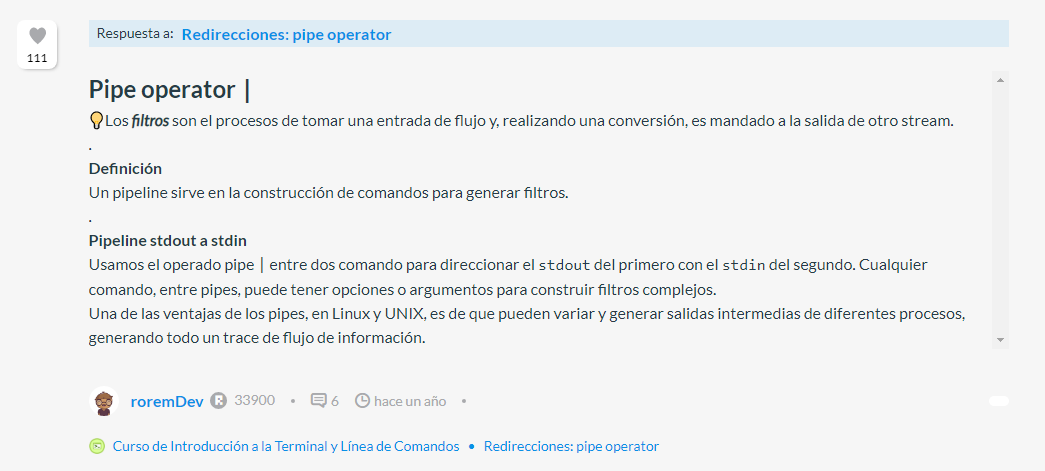 111
Respuesta a: Redirecciones: pipe operator
Pipe operator |
Los filtros son el procesos de tomar una entrada de flujo y, realizando una conversión, es mandado a la salida de otro stream.
.
Definición
Un pipeline sirve en la construcción de comandos para generar filtros.
.
Pipeline stdout a stdin
Usamos el operado pipe | entre dos comando para direccionar el stdout del primero con el stdin del segundo. Cualquier
comando, entre pipes, puede tener opciones o argumentos para construir filtros complejos.
Una de las ventajas de los pipes, en Linux y UNIX, es de que pueden variar y generar salidas intermedias de diferentes procesos,
generando todo un trace de flujo de información.
roremDev 33900 • 6 hace un año •
Curso de Introducción a la Terminal y Línea de Comandos • Redirecciones: pipe operator